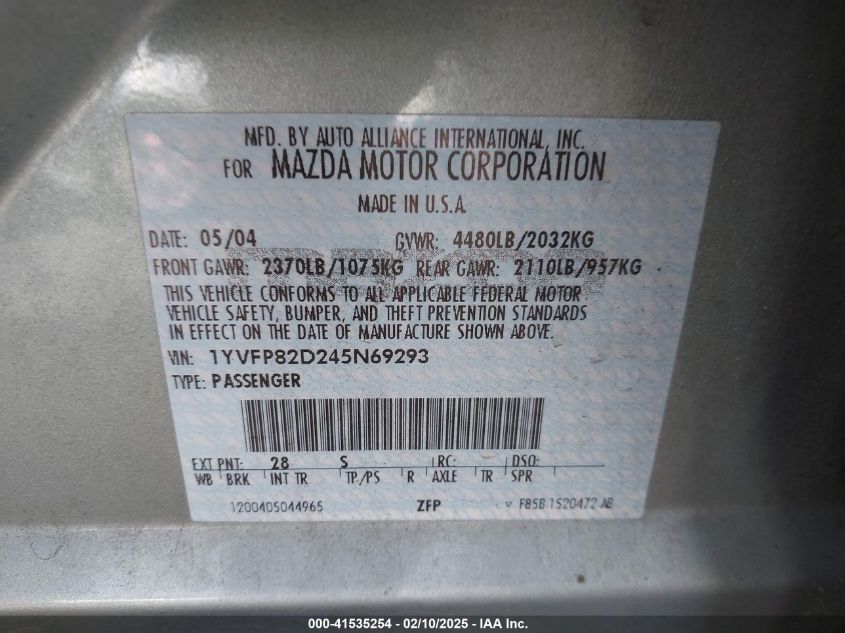 MFD. BY AUTO ALLIANCE INTERNATIONAL, INC.
FOR MAZDA MOTOR CORPORATION
MADE IN U.S.A.
DATE: 05/04 GVWR: 4480LB/2032KG
FRONT GAWR: 2370LB/1075KG REAR GAWR: 2110LB/957KG
THIS VEHICLE CONFORMS TO ALL APPLICABLE FEDERAL MOTOR
VEHICLE SAFETY, BUMPER, AND THEFT PREVENTION STANDARDS
IN EFFECT ON THE DATE OF MANUFACTURE SHOWN ABOVE.
VIN: 1YVFP82D245N69293
TYPE: PASSENGER
EXT PNT: 28 S RC: DSO:
WB BRK INT TR TP/PS R AXLE TR SPR
1200405044965 ZFP F85B-1520472-AB
000-41535254 - 02/10/2025 - IAA Inc.